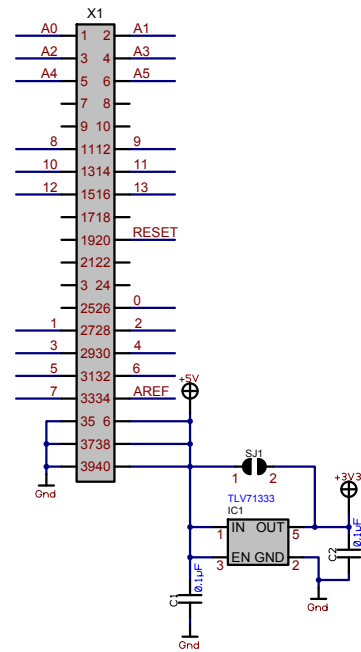 X1
A0 1 2 A1
A2 3 4 A3
A4 5 6 A5
7 8
9 10
8 1112 9
10 1314 11
12 1516 13
1718
1920 RESET
2122
3 24
2526 0
1 2728 2
3 2930 4
5 3132 6
7 3334 AREF
+5V
35 6
3738
3940
Gnd
SJ1
1 2
+3V3
TLV71333
IC1
1 IN OUT 5
3 EN GND 2
C1
0.1µF
C2
0.1µF
Gnd
Gnd